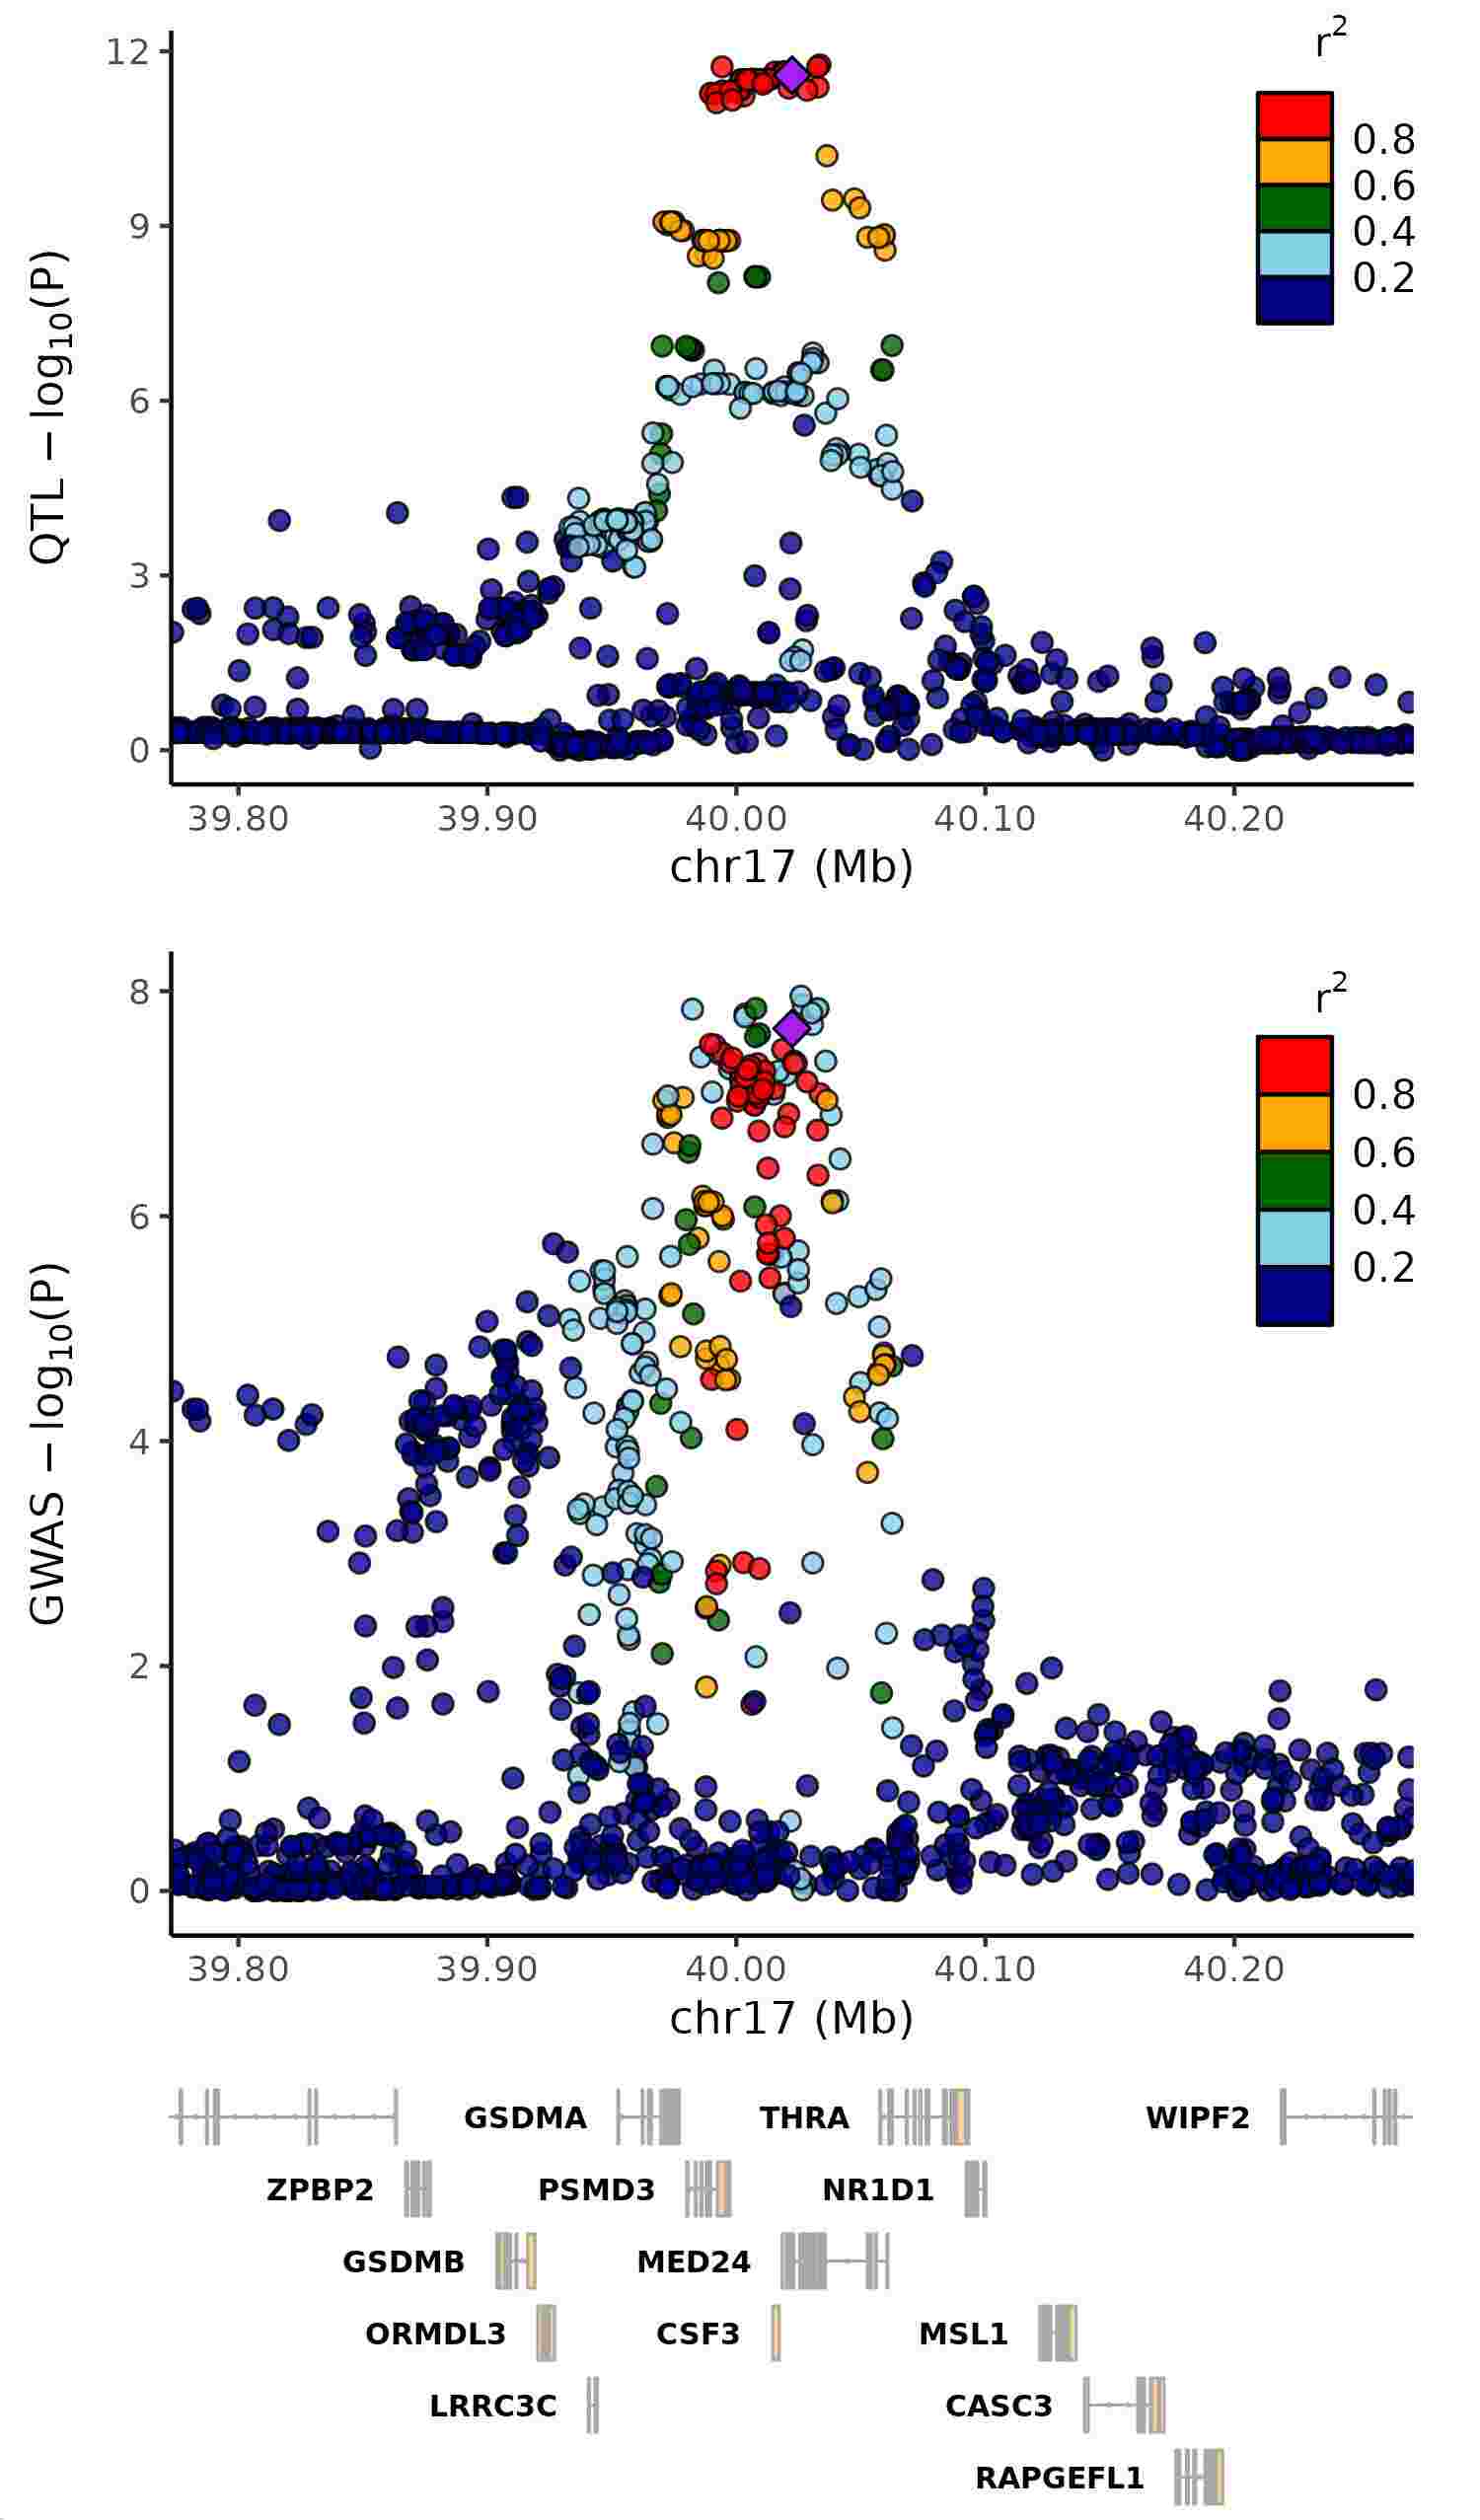 r²
12
9
6
3
0
QTL −log₁₀(P)
0.8
0.6
0.4
0.2
39.80 39.90 40.00 40.10 40.20
chr17 (Mb)
r²
8
6
4
2
0
GWAS −log₁₀(P)
0.8
0.6
0.4
0.2
39.80 39.90 40.00 40.10 40.20
chr17 (Mb)
GSDMA THRA WIPF2
ZPBP2 PSMD3 NR1D1
GSDMB MED24
ORMDL3 CSF3 MSL1
LRRC3C CASC3
RAPGEFL1